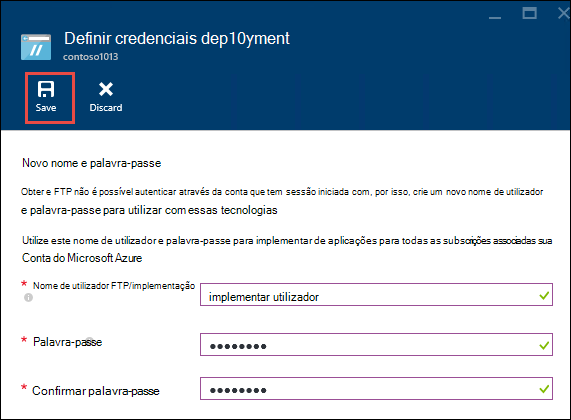 Definir credenciais dep10yment
contoso1013
Save Discard
Novo nome e palavra-passe
Obter e FTP não é possível autenticar através da conta que tem sessão iniciada com, por isso, crie um novo nome de utilizador
e palavra-passe para utilizar com essas tecnologias
Utilize este nome de utilizador e palavra-passe para implementar de aplicações para todas as subscrições associadas sua
Conta do Microsoft Azure
* Nome de utilizador FTP/implementação
implementar utilizador
* Palavra-passe
●●●●●●●●
* Confirmar palavra-passe
●●●●●●●●